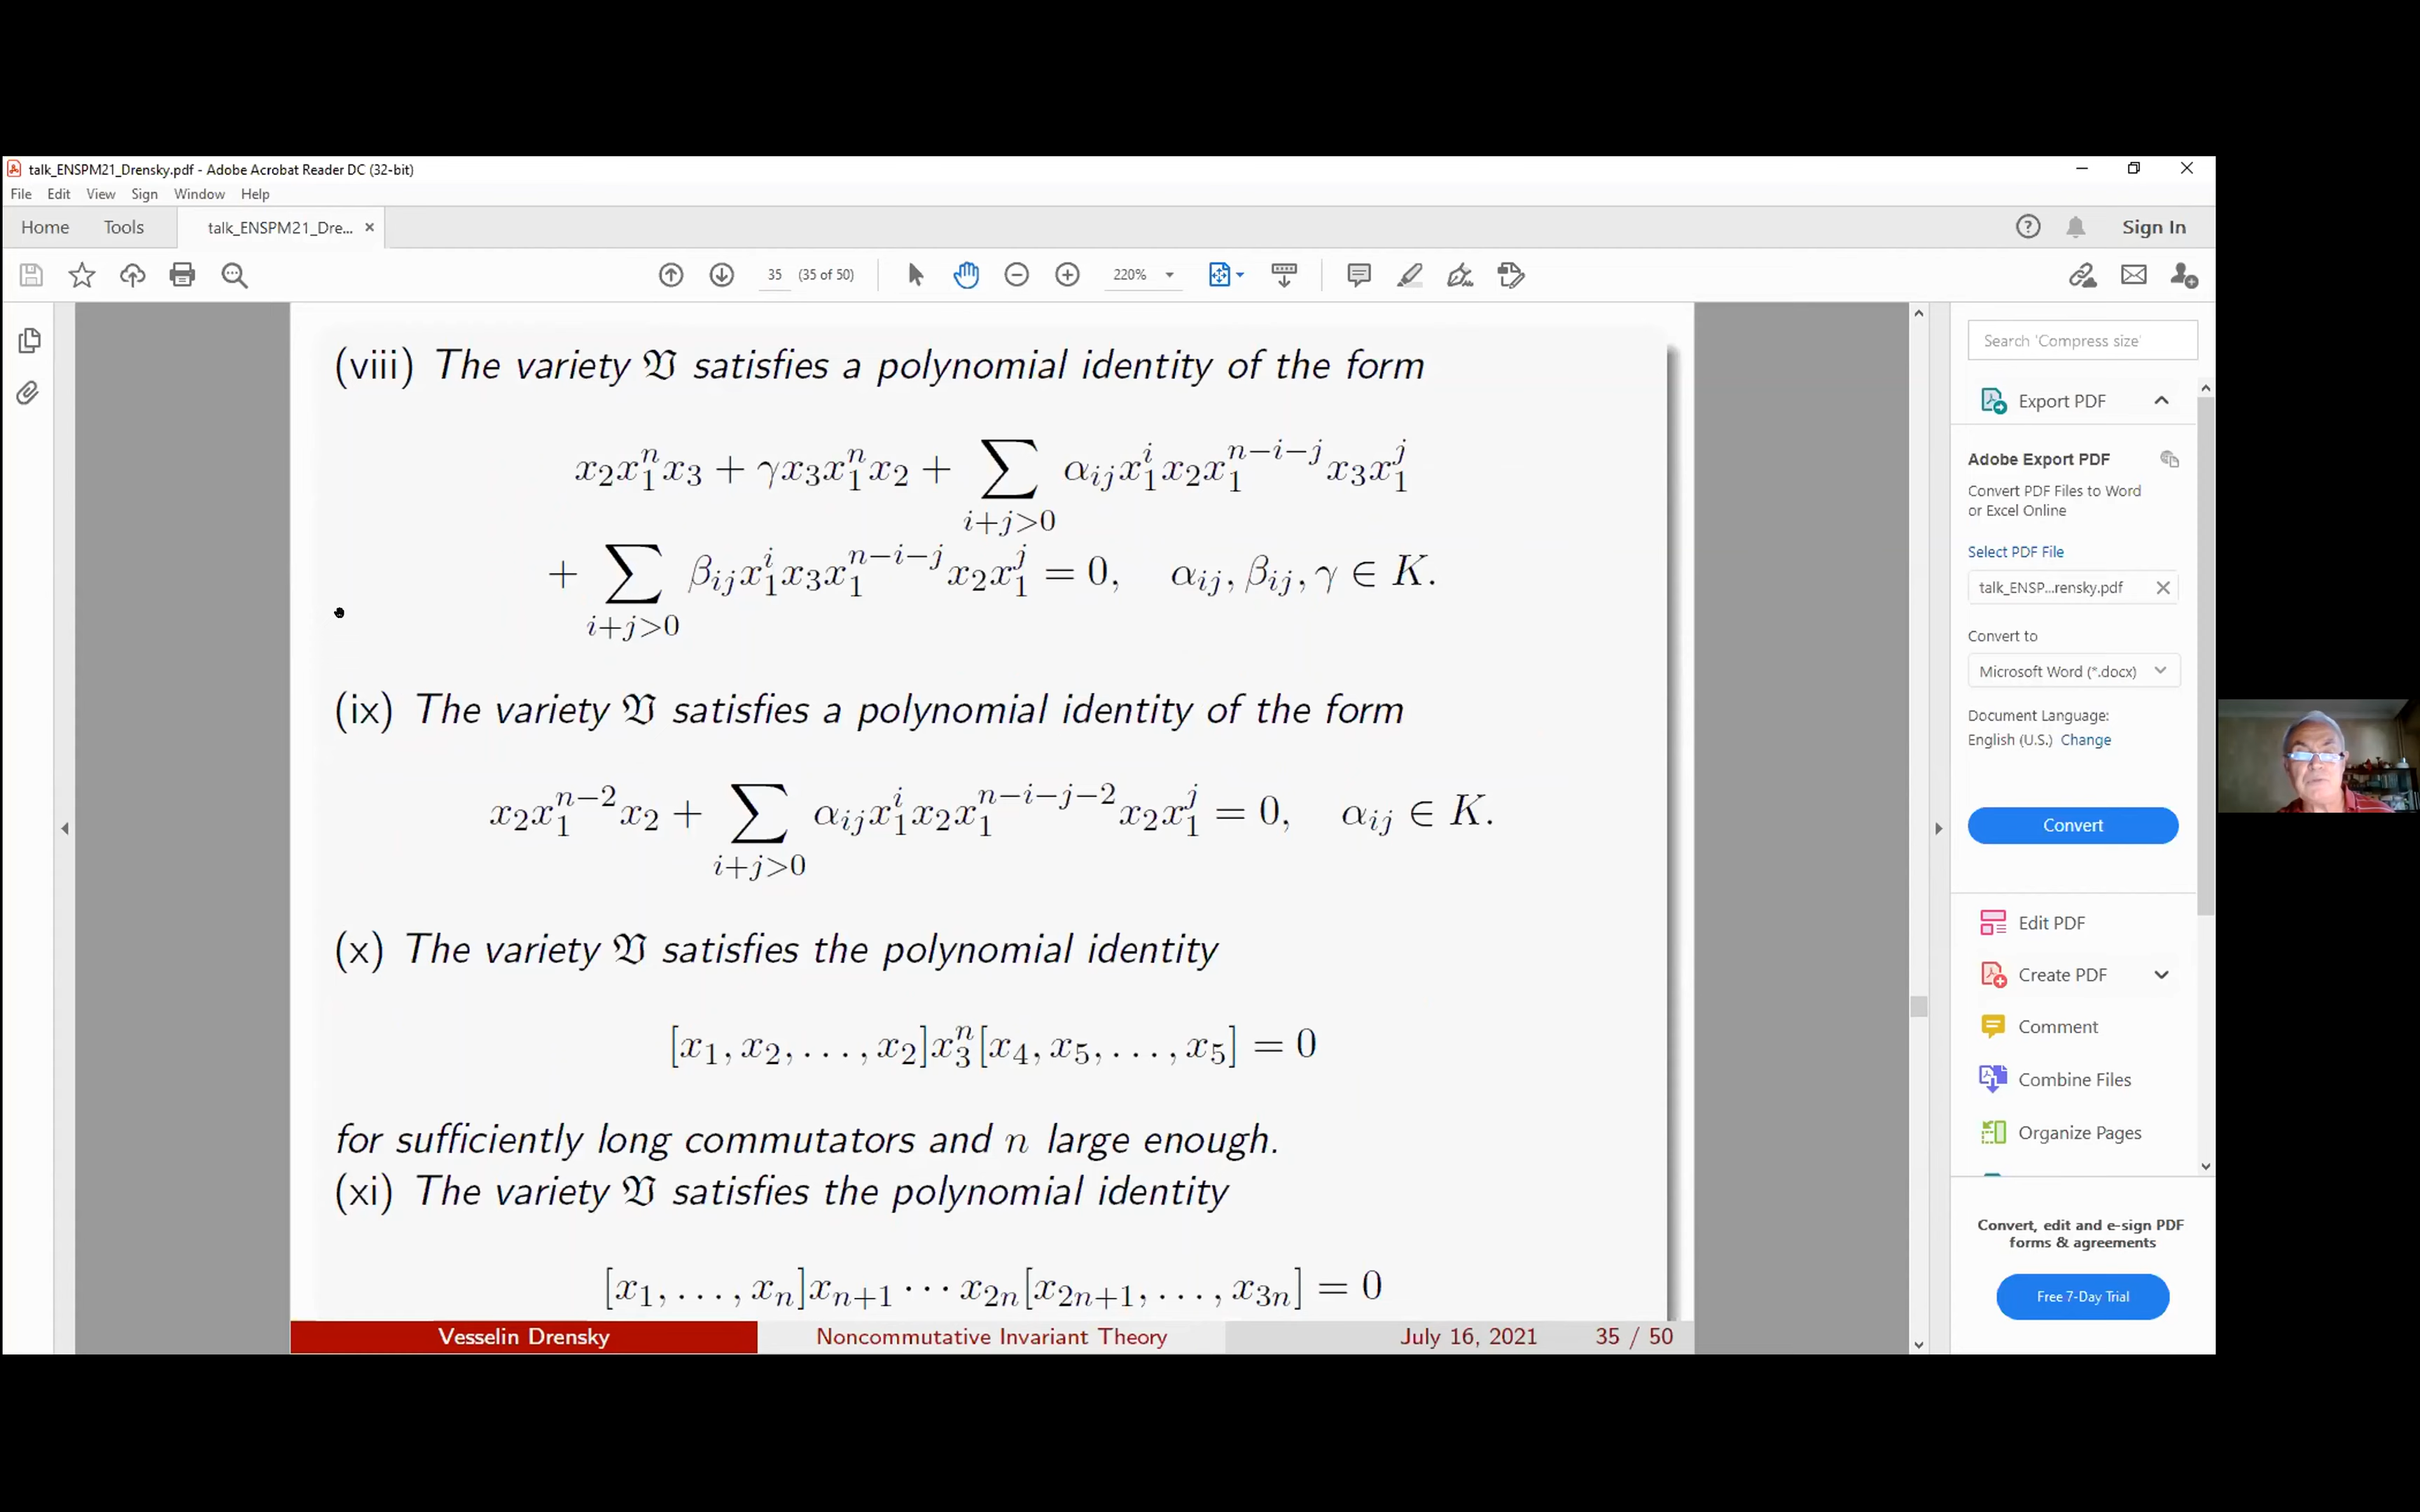 talk_ENSPM21_Drensky.pdf - Adobe Acrobat Reader DC (32-bit)
File Edit View Sign Window Help
Home Tools talk_ENSPM21_Dre... × Sign In
35 (35 of 50) 220%
(viii) The variety 𝔙 satisfies a polynomial identity of the form
x_2x_1^nx_3 + γx_3x_1^nx_2 + ∑_{i+j>0} α_{ij}x_1^ix_2x_1^{n−i−j}x_3x_1^j
+ ∑_{i+j>0} β_{ij}x_1^ix_3x_1^{n−i−j}x_2x_1^j = 0, α_{ij}, β_{ij}, γ ∈ K.
(ix) The variety 𝔙 satisfies a polynomial identity of the form
x_2x_1^{n−2}x_2 + ∑_{i+j>0} α_{ij}x_1^ix_2x_1^{n−i−j−2}x_2x_1^j = 0, α_{ij} ∈ K.
(x) The variety 𝔙 satisfies the polynomial identity
[x_1, x_2, . . . , x_2]x_3^n[x_4, x_5, . . . , x_5] = 0
for sufficiently long commutators and n large enough.
(xi) The variety 𝔙 satisfies the polynomial identity
[x_1, . . . , x_n]x_{n+1} · · · x_{2n}[x_{2n+1}, . . . , x_{3n}] = 0
Vesselin Drensky Noncommutative Invariant Theory July 16, 2021 35 / 50
Search 'Compress size'
Export PDF
Adobe Export PDF
Convert PDF Files to Word
or Excel Online
Select PDF File
talk_ENSP...rensky.pdf
Convert to
Microsoft Word (*.docx)
Document Language:
English (U.S.) Change
Convert
Edit PDF
Create PDF
Comment
Combine Files
Organize Pages
Convert, edit and e-sign PDF
forms & agreements
Free 7-Day Trial